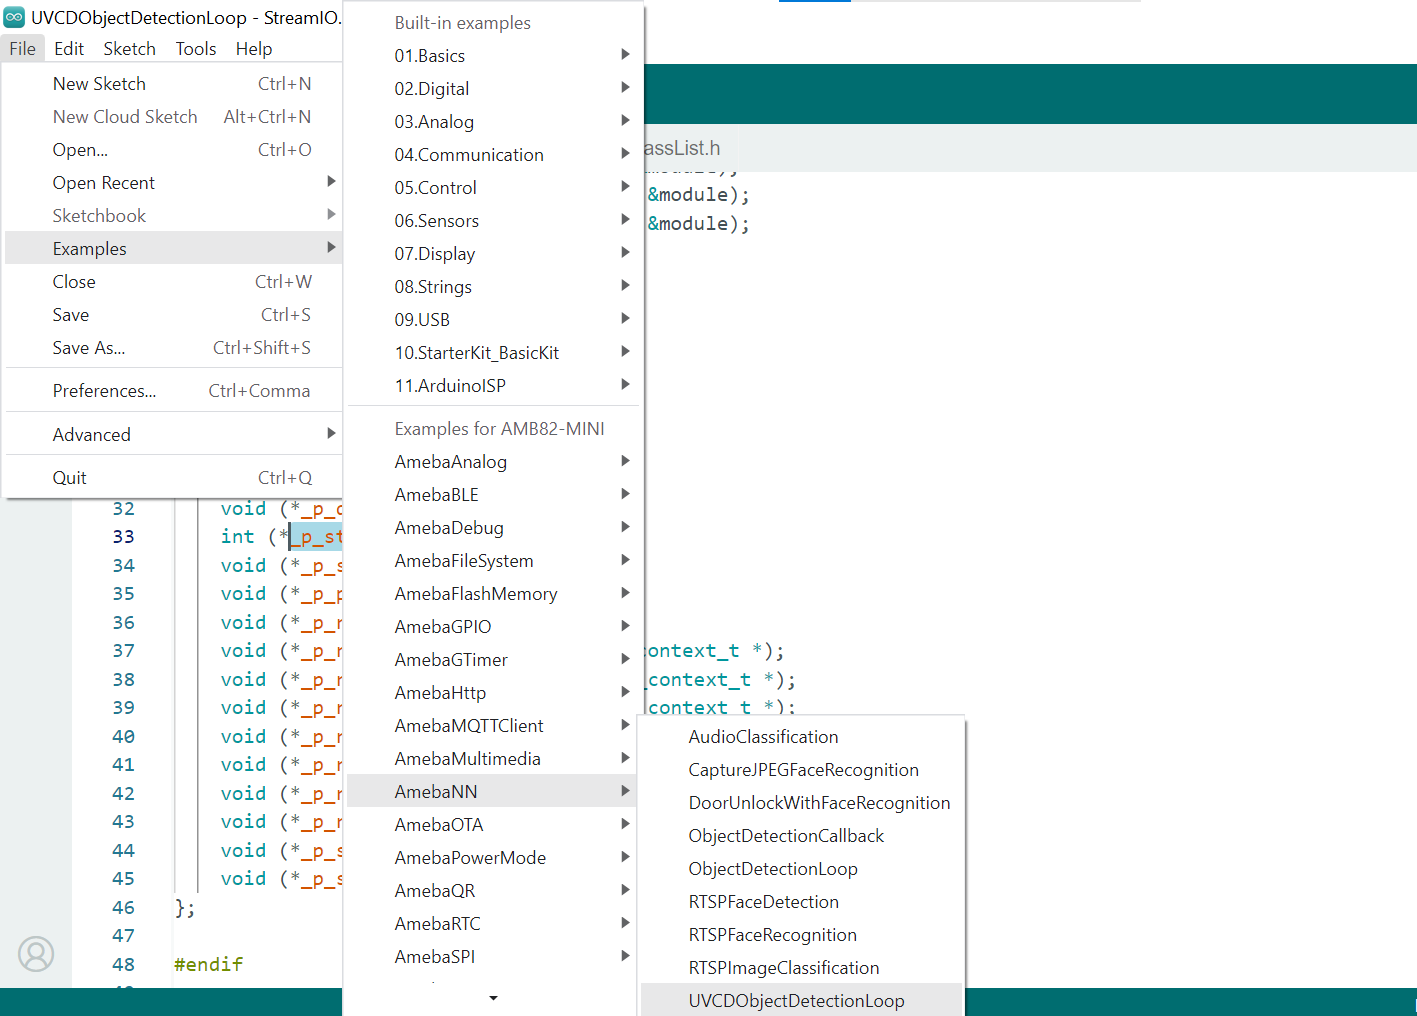 UVCDObjectDetectionLoop - StreamIO.
File Edit Sketch Tools Help
New Sketch Ctrl+N
New Cloud Sketch Alt+Ctrl+N
Open... Ctrl+O
Open Recent
Sketchbook
Examples
Close Ctrl+W
Save Ctrl+S
Save As... Ctrl+Shift+S
Preferences... Ctrl+Comma
Advanced
Quit Ctrl+Q
Built-in examples
01.Basics
02.Digital
03.Analog
04.Communication
05.Control
06.Sensors
07.Display
08.Strings
09.USB
10.StarterKit_BasicKit
11.ArduinoISP
Examples for AMB82-MINI
AmebaAnalog
AmebaBLE
AmebaDebug
AmebaFileSystem
AmebaFlashMemory
AmebaGPIO
AmebaGTimer
AmebaHttp
AmebaMQTTClient
AmebaMultimedia
AmebaNN
AmebaOTA
AmebaPowerMode
AmebaQR
AmebaRTC
AmebaSPI
AudioClassification
CaptureJPEGFaceRecognition
DoorUnlockWithFaceRecognition
ObjectDetectionCallback
ObjectDetectionLoop
RTSPFaceDetection
RTSPFaceRecognition
RTSPImageClassification
UVCDObjectDetectionLoop
assList.h
&module);
&module);
32 void (*_p_
33 int (*_p_st
34 void (*_p_s
35 void (*_p_p
36 void (*_p_r
37 void (*_p_r context_t *);
38 void (*_p_r _context_t *);
39 void (*_p_r context_t *);
40 void (*_p_r
41 void (*_p_r
42 void (*_p_r
43 void (*_p_r
44 void (*_p_s
45 void (*_p_s
46 };
47
48 #endif